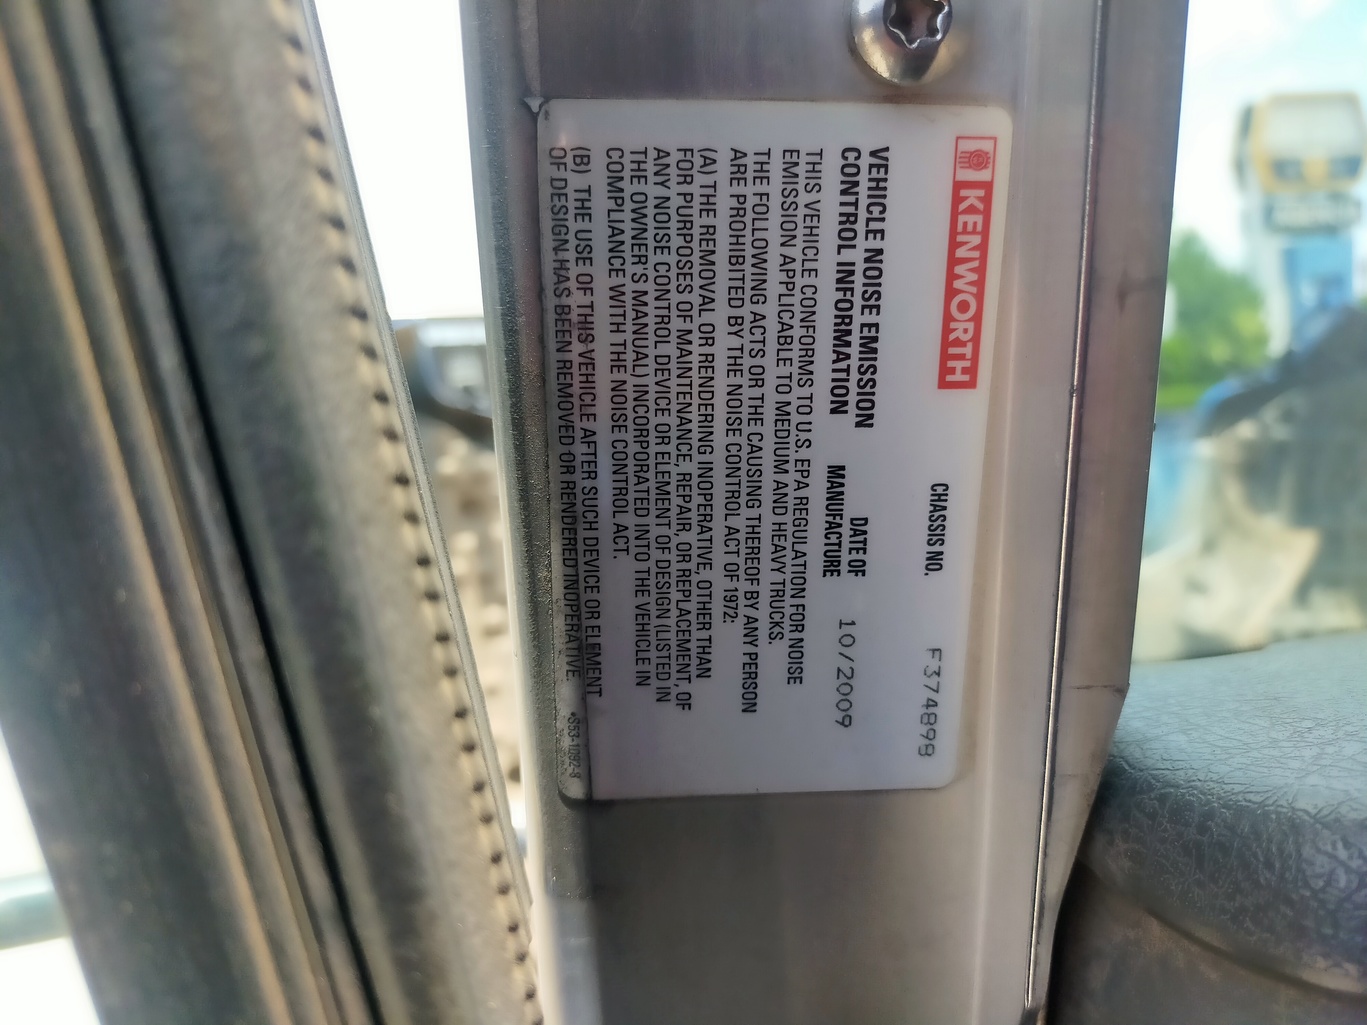 KENWORTH
CHASSIS NO. F374898
VEHICLE NOISE EMISSION
CONTROL INFORMATION
DATE OF
MANUFACTURE 10/2009
THIS VEHICLE CONFORMS TO U.S. EPA REGULATION FOR NOISE
EMISSION APPLICABLE TO MEDIUM AND HEAVY TRUCKS.
THE FOLLOWING ACTS OR THE CAUSING THEREOF BY ANY PERSON
ARE PROHIBITED BY THE NOISE CONTROL ACT OF 1972:
(A) THE REMOVAL OR RENDERING INOPERATIVE, OTHER THAN
FOR PURPOSES OF MAINTENANCE, REPAIR, OR REPLACEMENT, OF
ANY NOISE CONTROL DEVICE OR ELEMENT OF DESIGN (LISTED IN
THE OWNER'S MANUAL) INCORPORATED INTO THE VEHICLE IN
COMPLIANCE WITH THE NOISE CONTROL ACT.
(B) THE USE OF THIS VEHICLE AFTER SUCH DEVICE OR ELEMENT
OF DESIGN HAS BEEN REMOVED OR RENDERED INOPERATIVE.
•S53-1092-8